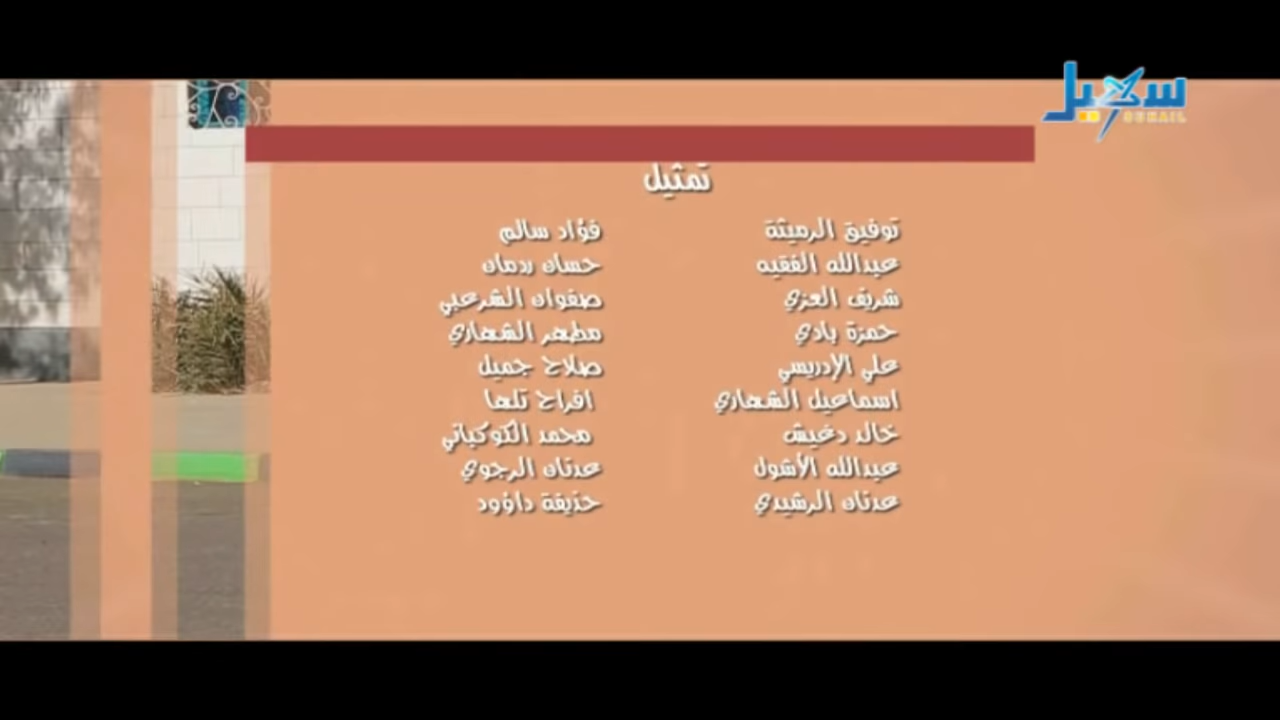 سهيل
SUHAIL
تمثيل
توفيق الرميثة فؤاد سالم
عبدالله الفقيه حسان ردمان
شريف العزي صفوان الشرعبي
حمزة بادي مطهر الشهاري
علي الإدريسي صلاح جميل
اسماعيل الشهاري افراح تلها
خالد دغيش محمد الكوكباني
عبدالله الأشول عدنان الرجوي
عدنان الرشيدي حذيفة داؤود